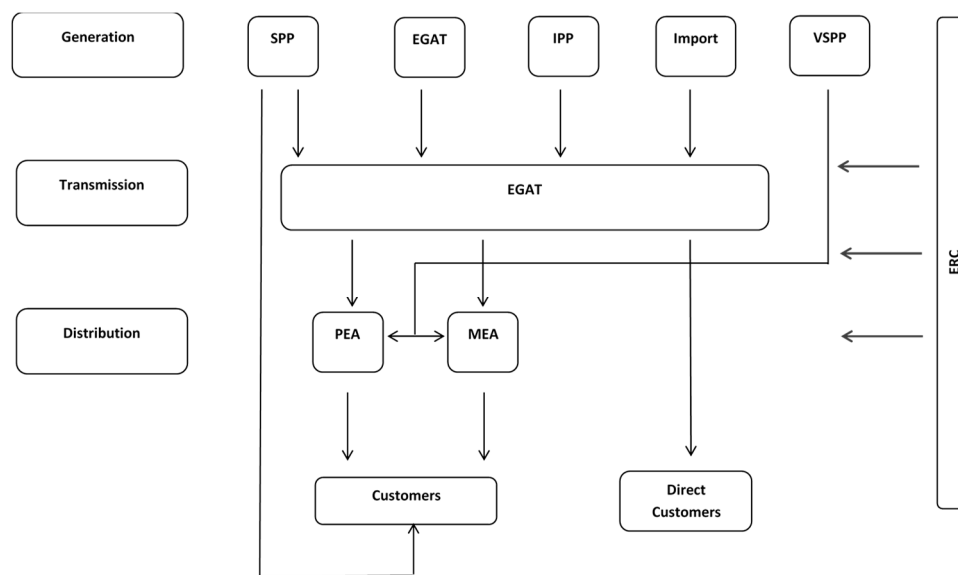 Generation
SPP
EGAT
IPP
Import
VSPP
Transmission
EGAT
ERC
Distribution
PEA
MEA
Customers
Direct
Customers